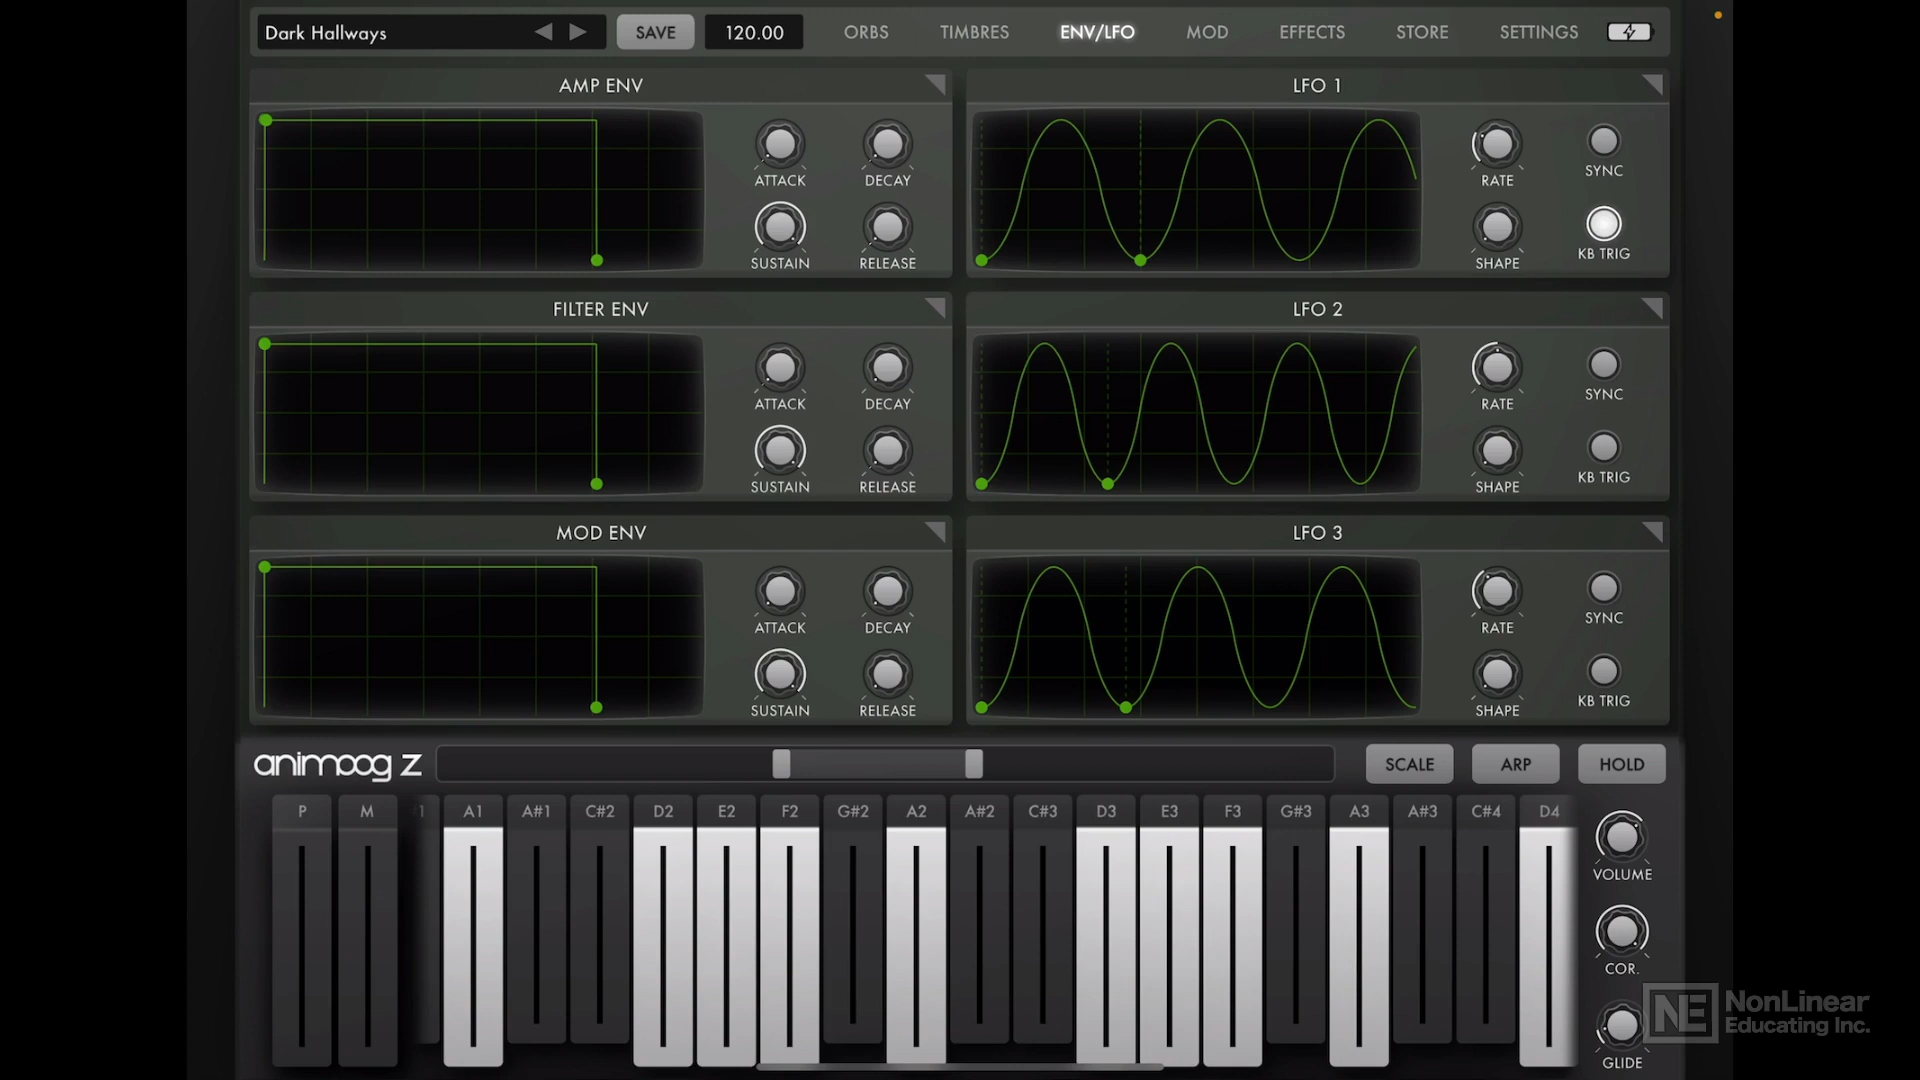 Dark Hallways
SAVE
120.00
ORBS
TIMBRES
ENV/LFO
MOD
EFFECTS
STORE
SETTINGS
AMP ENV
ATTACK
DECAY
SUSTAIN
RELEASE
LFO 1
RATE
SYNC
SHAPE
KB TRIG
FILTER ENV
ATTACK
DECAY
SUSTAIN
RELEASE
LFO 2
RATE
SYNC
SHAPE
KB TRIG
MOD ENV
ATTACK
DECAY
SUSTAIN
RELEASE
LFO 3
RATE
SYNC
SHAPE
KB TRIG
animoog Z
SCALE
ARP
HOLD
P
M
A1
A#1
C#2
D2
E2
F2
G#2
A2
A#2
C#3
D3
E3
F3
G#3
A3
A#3
C#4
D4
VOLUME
COR.
GLIDE
NE
NonLinear
Educating Inc.